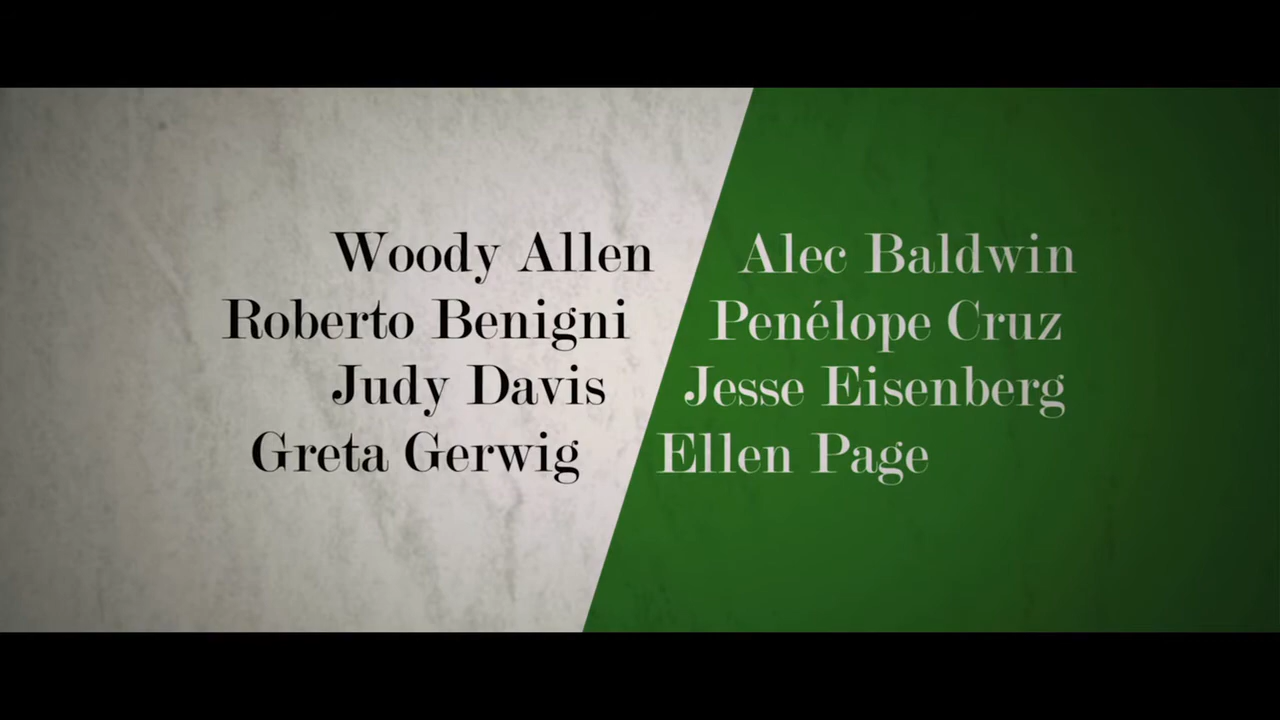 Woody Allen Alec Baldwin
Roberto Benigni Penélope Cruz
Judy Davis Jesse Eisenberg
Greta Gerwig Ellen Page